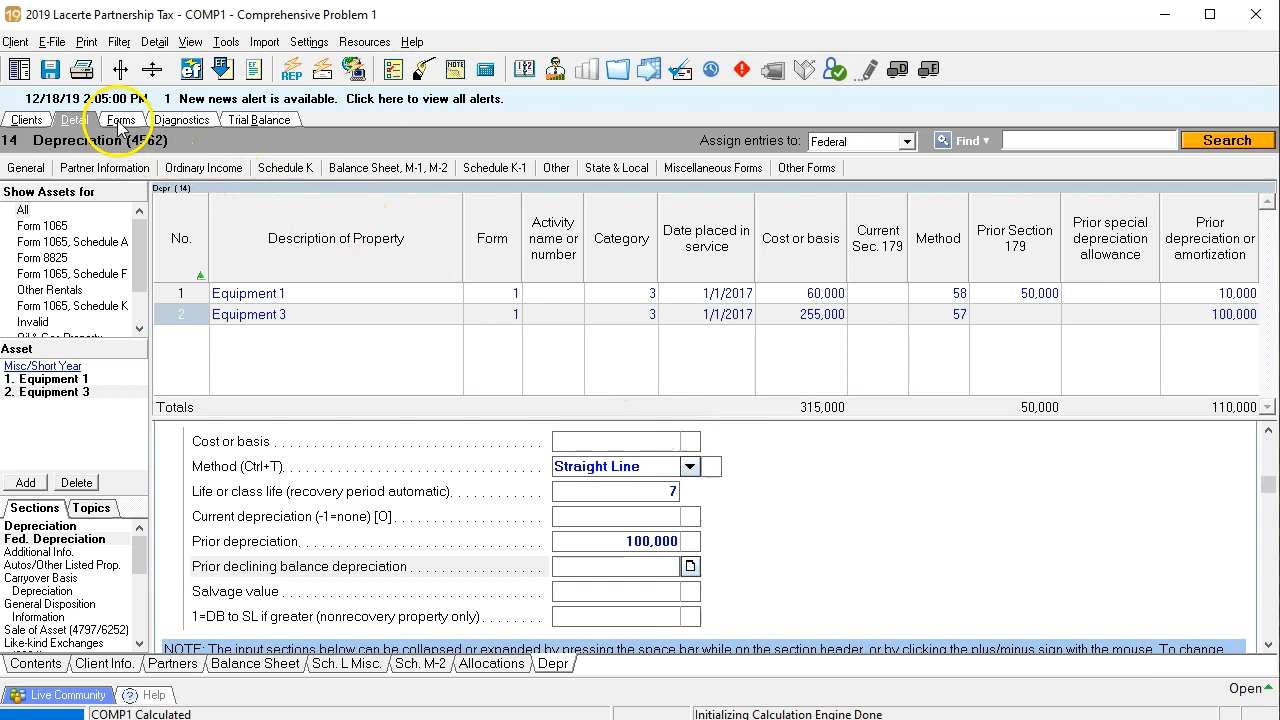 19 2019 Lacerte Partnership Tax - COMP1 - Comprehensive Problem 1
Client E-File Print Filter Detail View Tools Import Settings Resources Help
12/18/19 2:05:00 PM 1 New news alert is available. Click here to view all alerts.
Clients Detail Forms Diagnostics Trial Balance
14 Depreciation (4562) Assign entries to: Federal Find Search
General Partner Information Ordinary Income Schedule K Balance Sheet, M-1, M-2 Schedule K-1 Other State & Local Miscellaneous Forms Other Forms
Show Assets for
All
Form 1065
Form 1065, Schedule A
Form 8825
Form 1065, Schedule F
Other Rentals
Form 1065, Schedule K
Invalid
Oil & Gas Property
Asset
Misc/Short Year
1. Equipment 1
2. Equipment 3
Add Delete
Sections Topics
Depreciation
Fed. Depreciation
Additional Info.
Autos/Other Listed Prop.
Carryover Basis
Depreciation
General Disposition
Information
Sale of Asset (4797/6252)
Like-kind Exchanges
Depr (14)
No. Description of Property Form Activity name or number Category Date placed in service Cost or basis Current Sec. 179 Method Prior Section 179 Prior special depreciation allowance Prior depreciation or amortization
1 Equipment 1 1 3 1/1/2017 60,000 58 50,000 10,000
2 Equipment 3 1 3 1/1/2017 255,000 57 100,000
Totals 315,000 50,000 110,000
Cost or basis
Method (Ctrl+T) Straight Line
Life or class life (recovery period automatic) 7
Current depreciation (-1=none) [O]
Prior depreciation 100,000
Prior declining balance depreciation
Salvage value
1=DB to SL if greater (nonrecovery property only)
NOTE: The input sections below can be collapsed or expanded by pressing the space bar while on the section header, or by clicking the plus/minus sign with the mouse. To change
Contents Client Info. Partners Balance Sheet Sch. L Misc. Sch. M-2 Allocations Depr
Live Community Help Open
COMP1 Calculated Initializing Calculation Engine Done